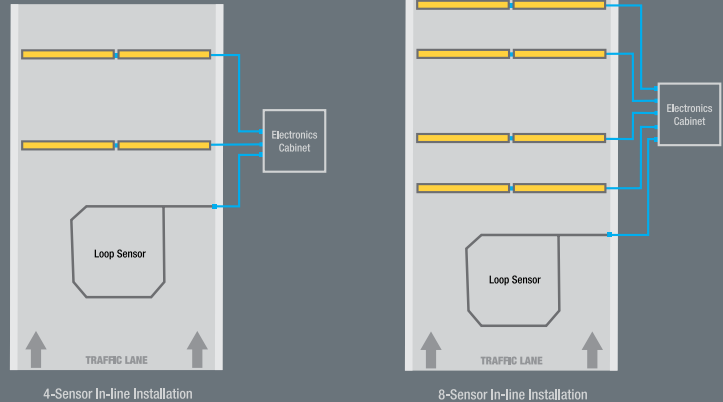 Electronics
Cabinet
Loop Sensor
TRAFFIC LANE
4-Sensor In-line Installation
Electronics
Cabinet
Loop Sensor
TRAFFIC LANE
8-Sensor In-line Installation